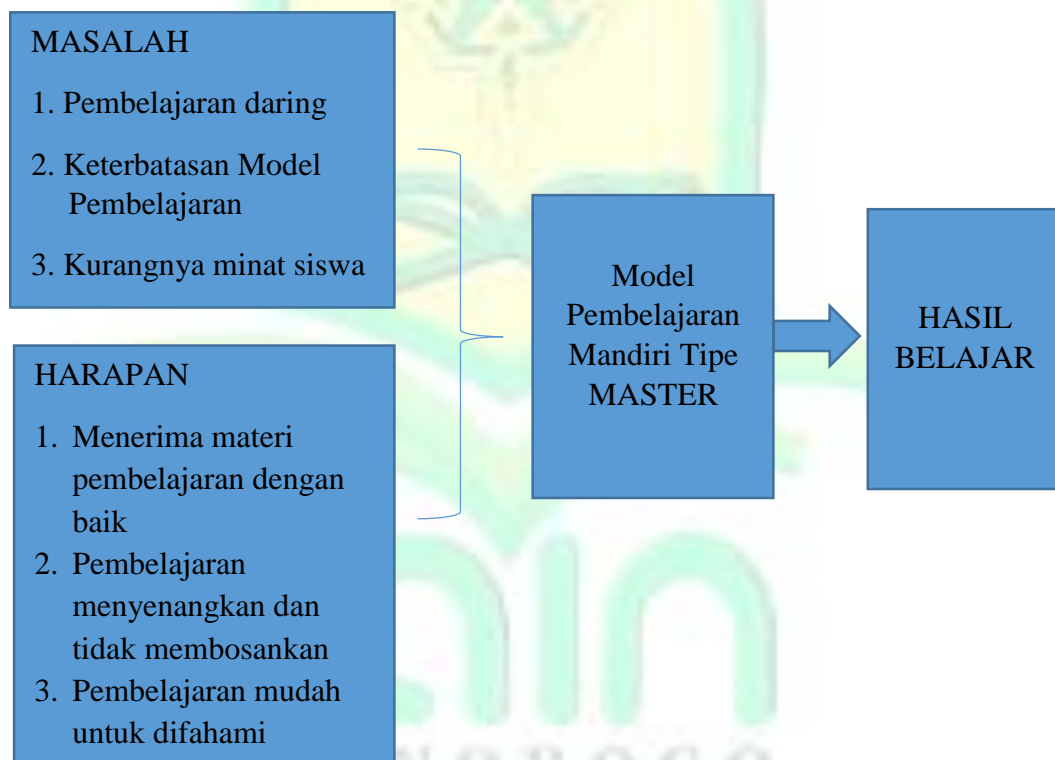 MASALAH
1. Pembelajaran daring
2. Keterbatasan Model
Pembelajaran
3. Kurangnya minat siswa
HARAPAN
1. Menerima materi
pembelajaran dengan
baik
2. Pembelajaran
menyenangkan dan
tidak membosankan
3. Pembelajaran mudah
untuk difahami
Model
Pembelajaran
Mandiri Tipe
MASTER
HASIL
BELAJAR